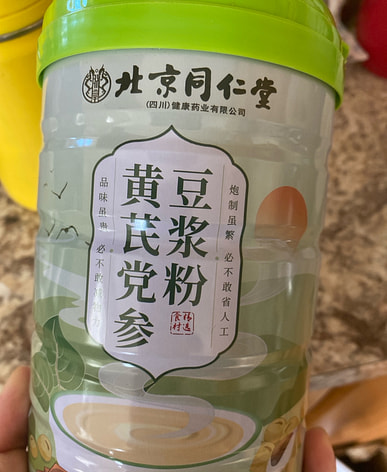 北京同仁堂
(四川)健康药业有限公司
炮制虽繁 必不敢省人工
豆浆粉
黄芪党参
品味虽贵 必不敢
精选
食材